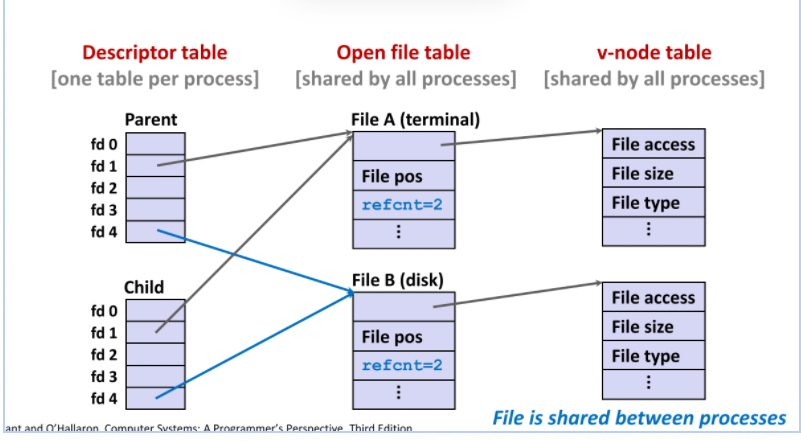 Descriptor table
[one table per process]
Open file table
[shared by all processes]
v-node table
[shared by all processes]
Parent
fd 0
fd 1
fd 2
fd 3
fd 4
File A (terminal)
File pos
refcnt=2
⋮
File access
File size
File type
⋮
Child
fd 0
fd 1
fd 2
fd 3
fd 4
File B (disk)
File pos
refcnt=2
⋮
File access
File size
File type
⋮
File is shared between processes
ant and O'Hallaron, Computer Systems: A Programmer's Perspective, Third Edition